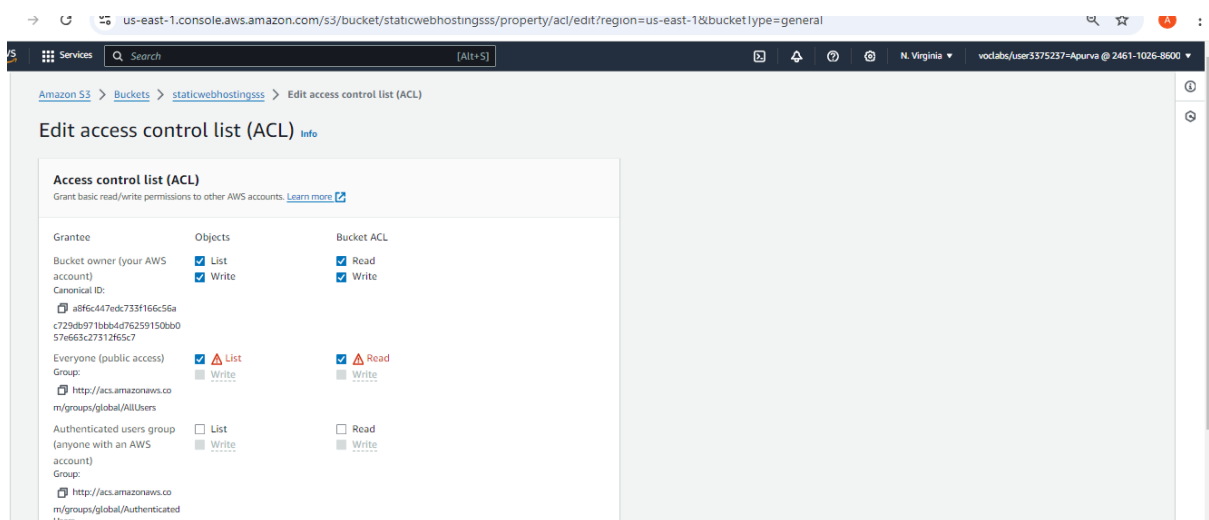 us-east-1.console.aws.amazon.com/s3/bucket/staticwebhostingsss/property/acl/edit?region=us-east-1&bucketType=general
A
Services
Search
[Alt+S]
N. Virginia
voclabs/user3375237=Apurva @ 2461-1026-8600
Amazon S3 > Buckets > staticwebhostingsss > Edit access control list (ACL)
Edit access control list (ACL) Info
Access control list (ACL)
Grant basic read/write permissions to other AWS accounts. Learn more
Grantee Objects Bucket ACL
Bucket owner (your AWS List Read
account) Write Write
Canonical ID:
a8f6c447edc733f166c56a
c729db971bbb4d76259150bb0
57e663c27312f65c7
Everyone (public access) List Read
Group: Write Write
http://acs.amazonaws.co
m/groups/global/AllUsers
Authenticated users group List Read
(anyone with an AWS Write Write
account)
Group:
http://acs.amazonaws.co
m/groups/global/Authenticated